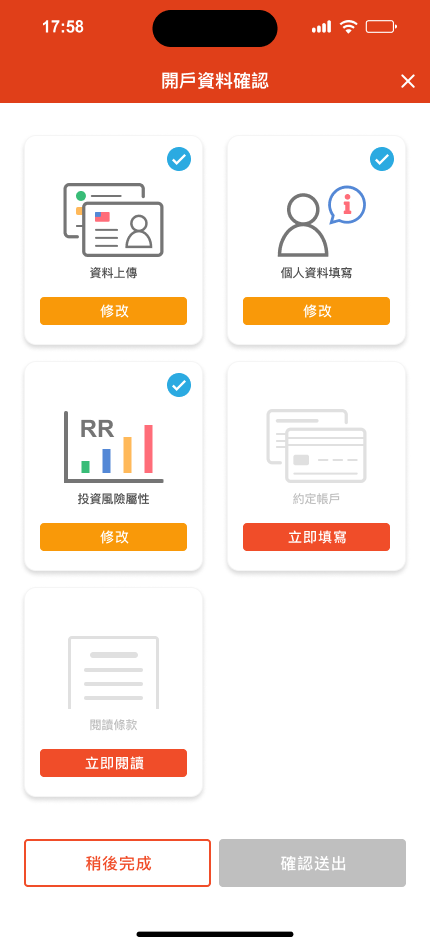 17:58
開戶資料確認
資料上傳
個人資料填寫
修改
修改
RR
投資風險屬性
約定帳戶
修改
立即填寫
閱讀條款
立即閱讀
稍後完成
確認送出